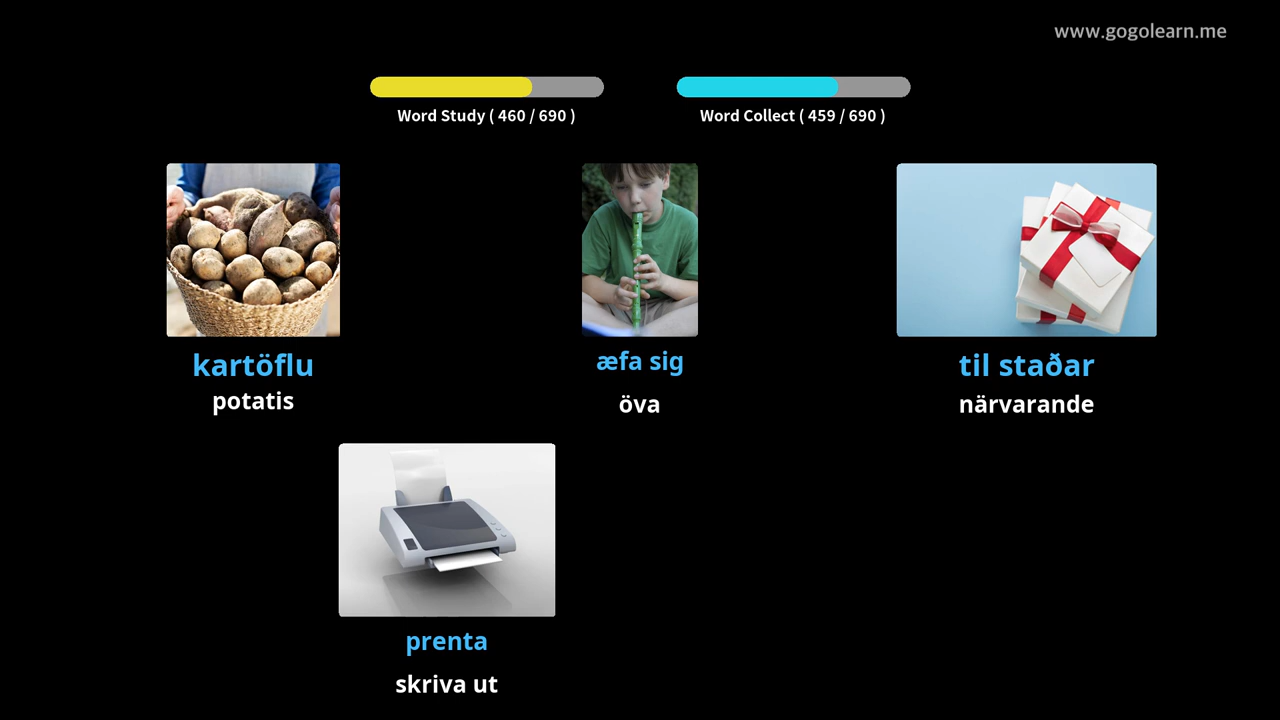 www.gogolearn.me
Word Study ( 460 / 690 )
Word Collect ( 459 / 690 )
kartöflu
potatis
æfa sig
öva
til staðar
närvarande
prenta
skriva ut